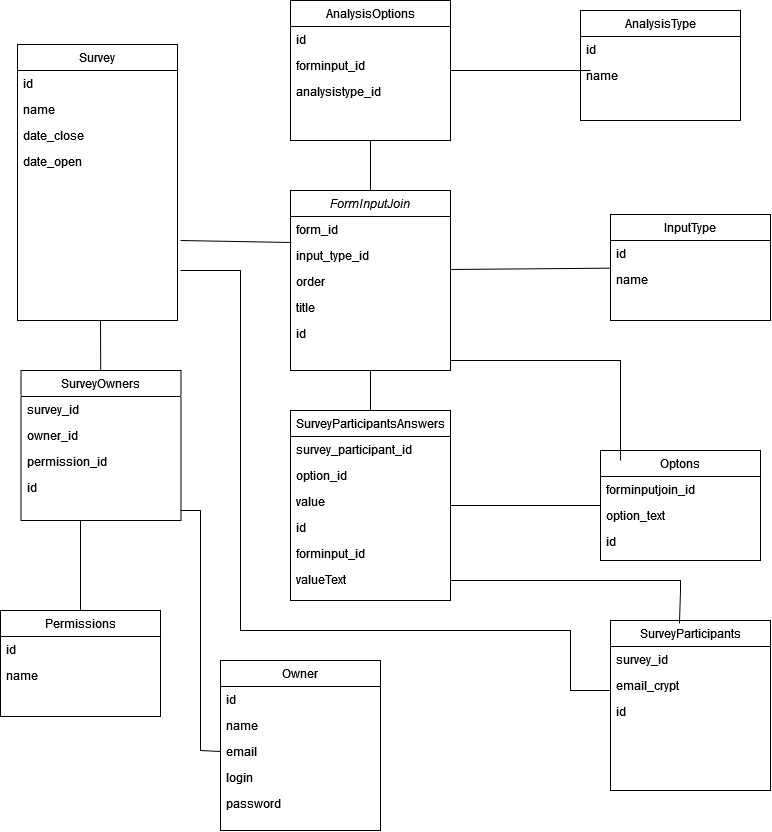 AnalysisOptions
id
forminput_id
analysistype_id
AnalysisType
id
name
Survey
id
name
date_close
date_open
FormInputJoin
form_id
input_type_id
order
title
id
InputType
id
name
SurveyOwners
survey_id
owner_id
permission_id
id
SurveyParticipantsAnswers
survey_participant_id
option_id
value
id
forminput_id
valueText
Optons
forminputjoin_id
option_text
id
Permissions
id
name
Owner
id
name
email
login
password
SurveyParticipants
survey_id
email_crypt
id